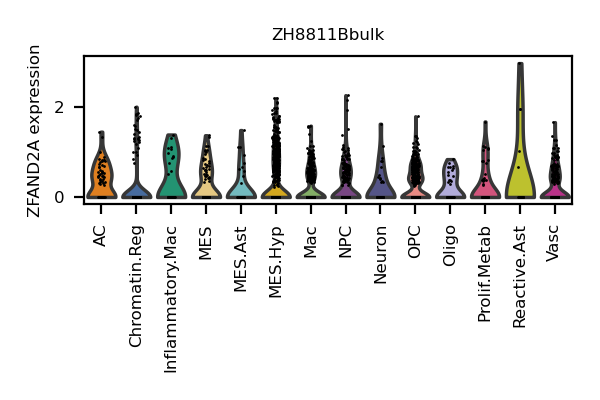 ZH8811Bbulk
ZFAND2A expression
2
0
AC
Chromatin.Reg
Inflammatory.Mac
MES
MES.Ast
MES.Hyp
Mac
NPC
Neuron
OPC
Oligo
Prolif.Metab
Reactive.Ast
Vasc